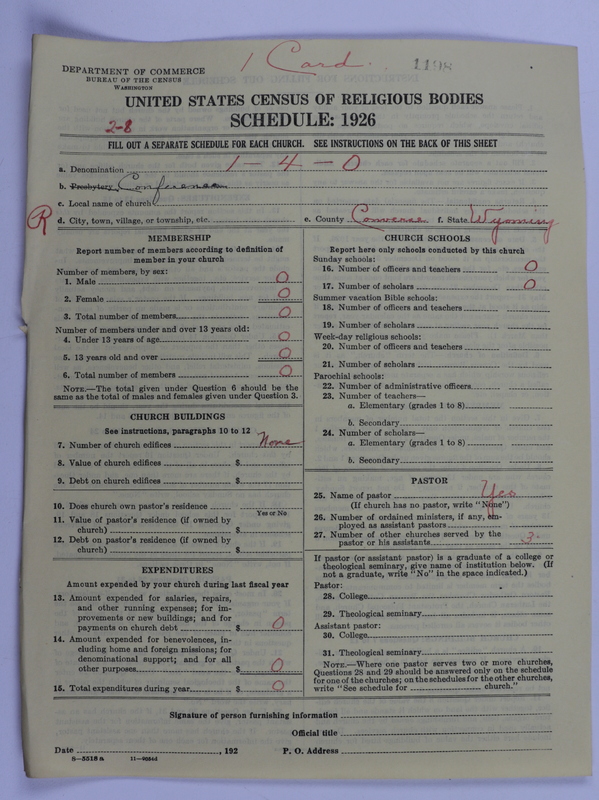 1 Card. 1198
DEPARTMENT OF COMMERCE
BUREAU OF THE CENSUS
WASHINGTON
UNITED STATES CENSUS OF RELIGIOUS BODIES
2-8
SCHEDULE: 1926
FILL OUT A SEPARATE SCHEDULE FOR EACH CHURCH. SEE INSTRUCTIONS ON THE BACK OF THIS SHEET
a. Denomination 1-4-0
b. Presbytery Conference
c. Local name of church
R d. City, town, village, or township, etc. e. County Converse f. State Wyoming
MEMBERSHIP
Report number of members according to definition of
member in your church
Number of members, by sex:
1. Male 0
2. Female 0
3. Total number of members 0
Number of members under and over 13 years old:
4. Under 13 years of age 0
5. 13 years old and over 0
6. Total number of members 0
NOTE.—The total given under Question 6 should be the
same as the total of males and females given under Question 3.
CHURCH BUILDINGS
See instructions, paragraphs 10 to 12
7. Number of church edifices None
8. Value of church edifices $
9. Debt on church edifices $
10. Does church own pastor's residence
Yes or No
11. Value of pastor's residence (if owned by
church) $
12. Debt on pastor's residence (if owned by
church) $
EXPENDITURES
Amount expended by your church during last fiscal year
13. Amount expended for salaries, repairs,
and other running expenses; for im-
provements or new buildings; and for
payments on church debt $ 0
14. Amount expended for benevolences, in-
cluding home and foreign missions; for
denominational support; and for all
other purposes $ 0
15. Total expenditures during year $ 0
CHURCH SCHOOLS
Report here only schools conducted by this church
Sunday schools:
16. Number of officers and teachers 0
17. Number of scholars 0
Summer vacation Bible schools:
18. Number of officers and teachers
19. Number of scholars
Week-day religious schools:
20. Number of officers and teachers
21. Number of scholars
Parochial schools:
22. Number of administrative officers
23. Number of teachers—
a. Elementary (grades 1 to 8)
b. Secondary
24. Number of scholars—
a. Elementary (grades 1 to 8)
b. Secondary
PASTOR
25. Name of pastor Yes
(If church has no pastor, write "None")
26. Number of ordained ministers, if any, em-
ployed as assistant pastors
27. Number of other churches served by the
pastor or his assistants 3
If pastor (or assistant pastor) is a graduate of a college or
theological seminary, give name of institution below. (If
not a graduate, write "No" in the space indicated.)
Pastor:
28. College
29. Theological seminary
Assistant pastor:
30. College
31. Theological seminary
NOTE.—Where one pastor serves two or more churches,
Questions 28 and 29 should be answered only on the schedule
for one of the churches; on the schedules for the other churches,
write "See schedule for church."
Signature of person furnishing information
Official title
Date , 192 P. O. Address
S—5518 a 11—9034d